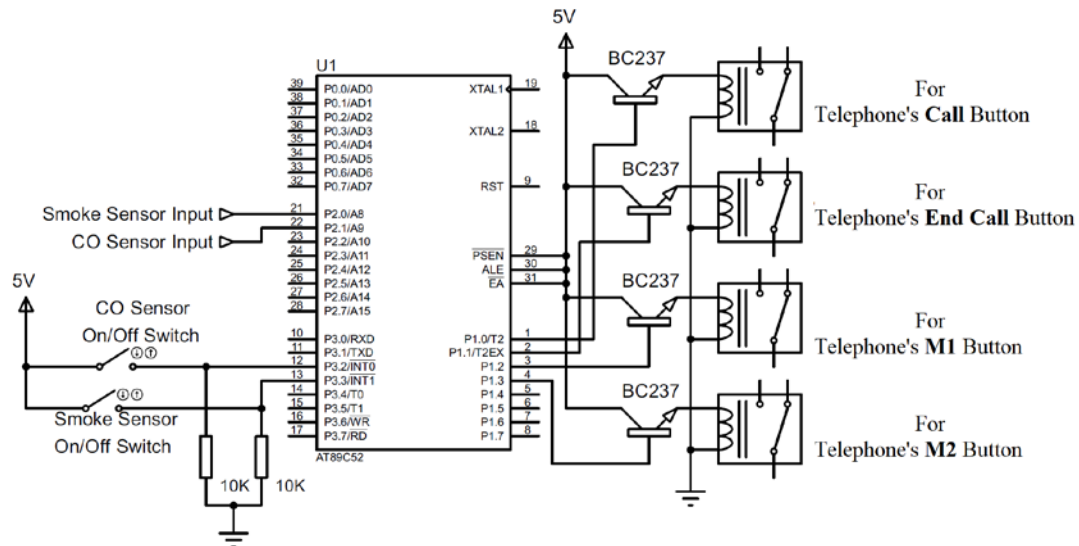 5V
BC237
U1
39 P0.0/AD0
38 P0.1/AD1
37 P0.2/AD2
36 P0.3/AD3
35 P0.4/AD4
34 P0.5/AD5
33 P0.6/AD6
32 P0.7/AD7
21 P2.0/A8
22 P2.1/A9
23 P2.2/A10
24 P2.3/A11
25 P2.4/A12
26 P2.5/A13
27 P2.6/A14
28 P2.7/A15
10 P3.0/RXD
11 P3.1/TXD
12 P3.2/INT0
13 P3.3/INT1
14 P3.4/T0
15 P3.5/T1
16 P3.6/WR
17 P3.7/RD
XTAL1 19
XTAL2 18
RST 9
PSEN 29
ALE 30
EA 31
P1.0/T2 1
P1.1/T2EX 2
P1.2 3
P1.3 4
P1.4 5
P1.5 6
P1.6 7
P1.7 8
AT89C52
Smoke Sensor Input
CO Sensor Input
5V
CO Sensor
On/Off Switch
Smoke Sensor
On/Off Switch
10K
10K
BC237
BC237
BC237
For
Telephone's Call Button
For
Telephone's End Call Button
For
Telephone's M1 Button
For
Telephone's M2 Button